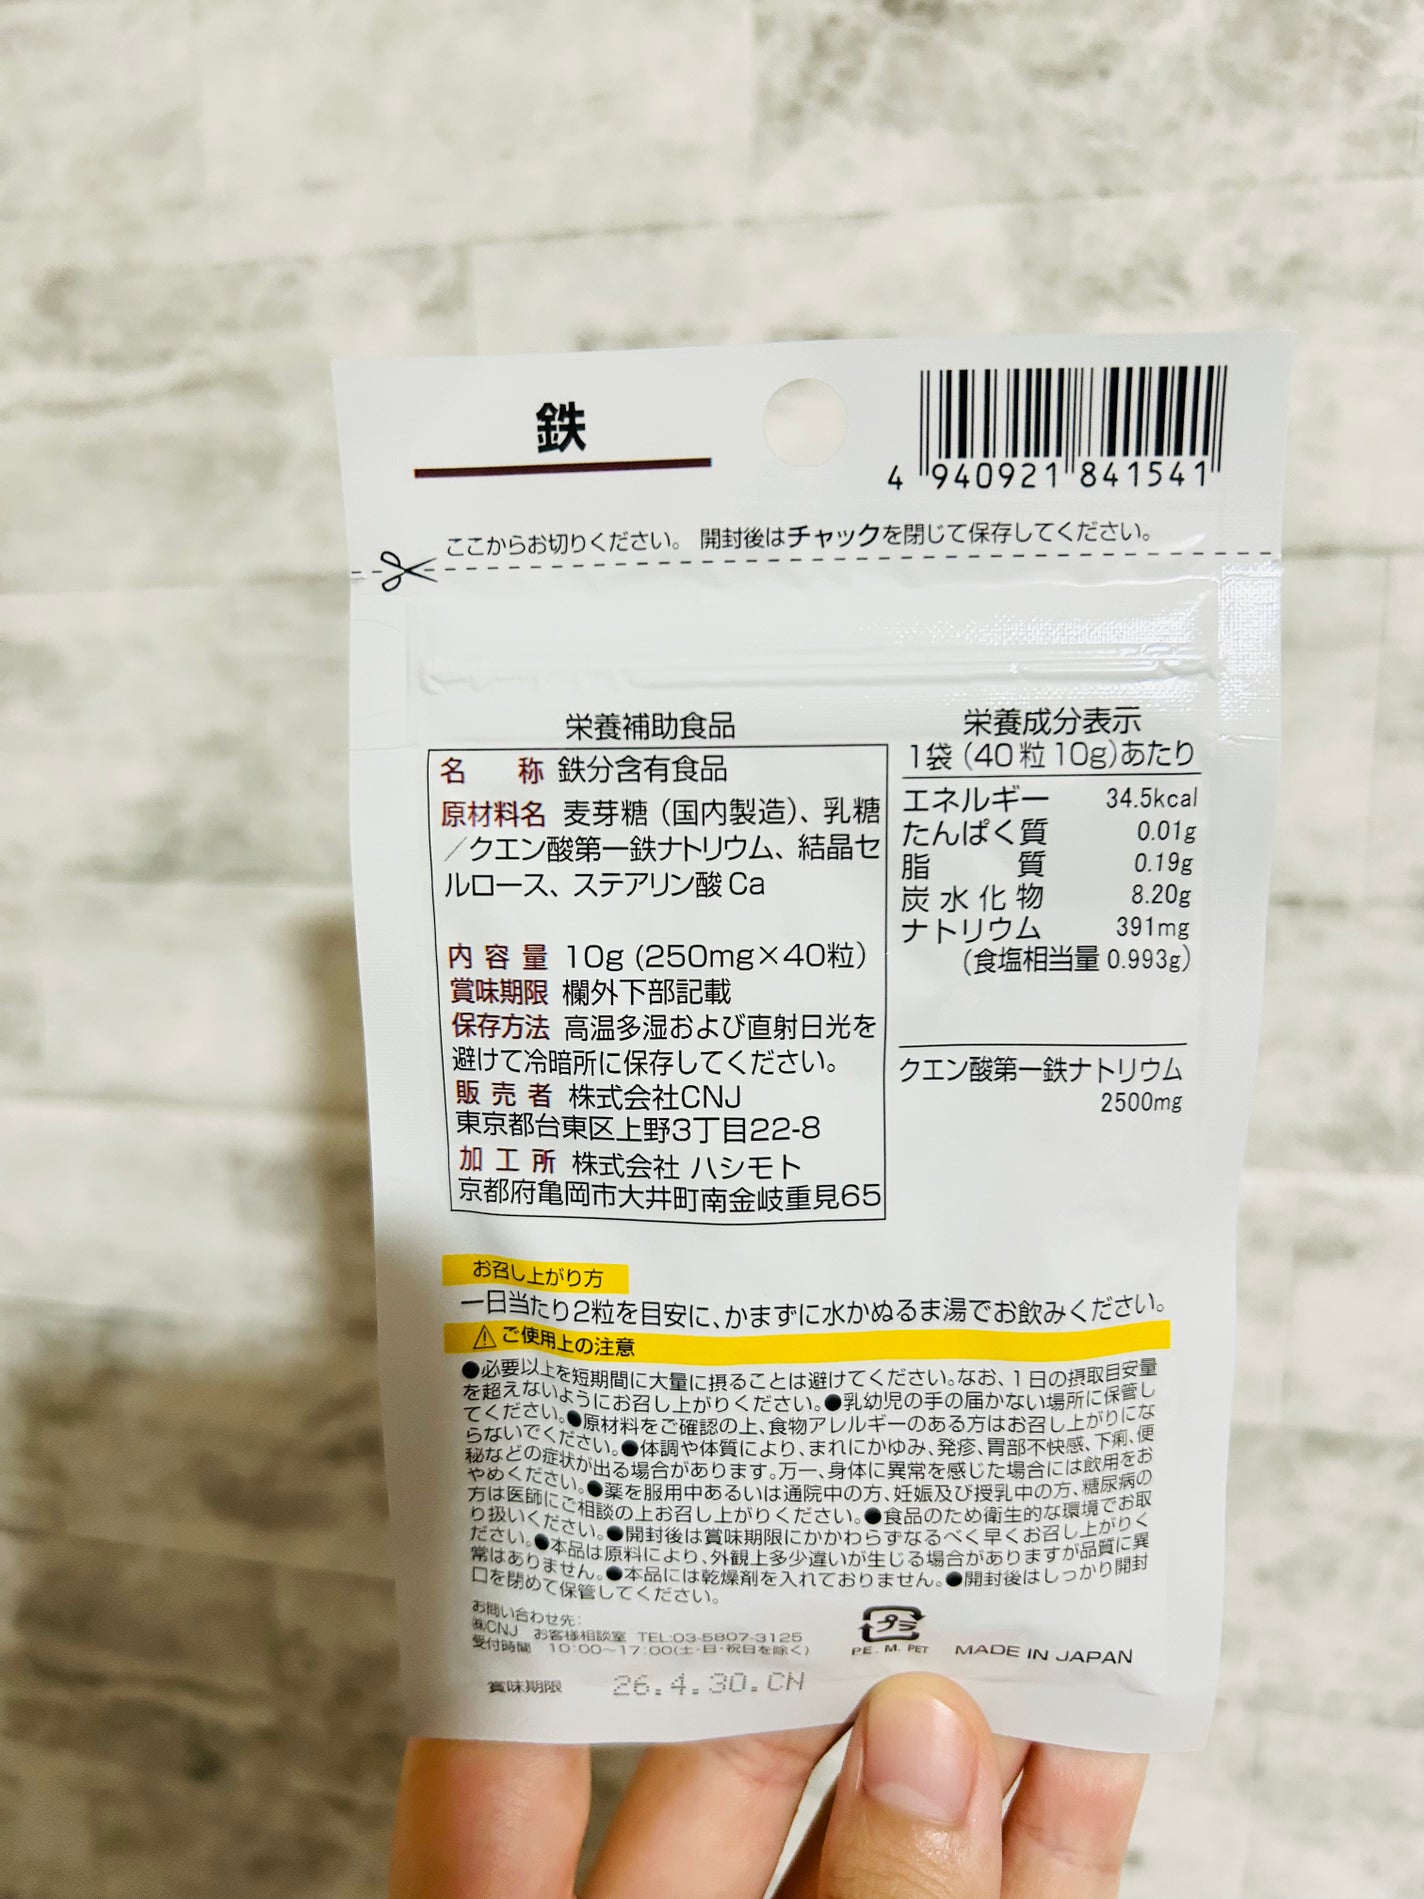 鉄
4 940921 841541
ここからお切りください。 開封後はチャックを閉じて保存してください。
栄養補助食品
名 称 鉄分含有食品
原材料名 麦芽糖（国内製造）、乳糖
／クエン酸第一鉄ナトリウム、結晶セ
ルロース、ステアリン酸Ca
内容量 10g (250mg×40粒)
賞味期限 欄外下部記載
保存方法 高温多湿および直射日光を
避けて冷暗所に保存してください。
販売者 株式会社CNJ
東京都台東区上野3丁目22-8
加工所 株式会社 ハシモト
京都府亀岡市大井町南金岐重見65
栄養成分表示
1袋（40粒 10g）あたり
エネルギー 34.5kcal
たんぱく質 0.01g
脂質 0.19g
炭水化物 8.20g
ナトリウム 391mg
(食塩相当量 0.993g)
クエン酸第一鉄ナトリウム
2500mg
お召し上がり方
一日当たり2粒を目安に、かまずに水かぬるま湯でお飲みください。
⚠ ご使用上の注意
●必要以上を短期間に大量に摂ることは避けてください。なお、1日の摂取目安量
を超えないようにお召し上がりください。●乳幼児の手の届かない場所に保管し
てください。●原材料をご確認の上、食物アレルギーのある方はお召し上がりにな
らないでください。●体調や体質により、まれにかゆみ、発疹、胃部不快感、下痢、便
秘などの症状が出る場合があります。万一、身体に異常を感じた場合には飲用をお
やめください。●薬を服用中あるいは通院中の方、妊娠及び授乳中の方、糖尿病の
方は医師にご相談の上お召し上がりください。●食品のため衛生的な環境でお取
り扱いください。●開封後は賞味期限にかかわらずなるべく早くお召し上がりく
ださい。●本品は原料により、外観上多少違いが生じる場合がありますが品質に異
常はありません。●本品には乾燥剤を入れておりません。●開封後はしっかり開封
口を閉めて保管してください。
お問い合わせ先:
㈱CNJ お客様相談室 TEL:03-5807-3125
受付時間 10:00～17:00(土・日・祝日を除く)
プラ
PE. M. PET
MADE IN JAPAN
賞味期限 26.4.30.CN